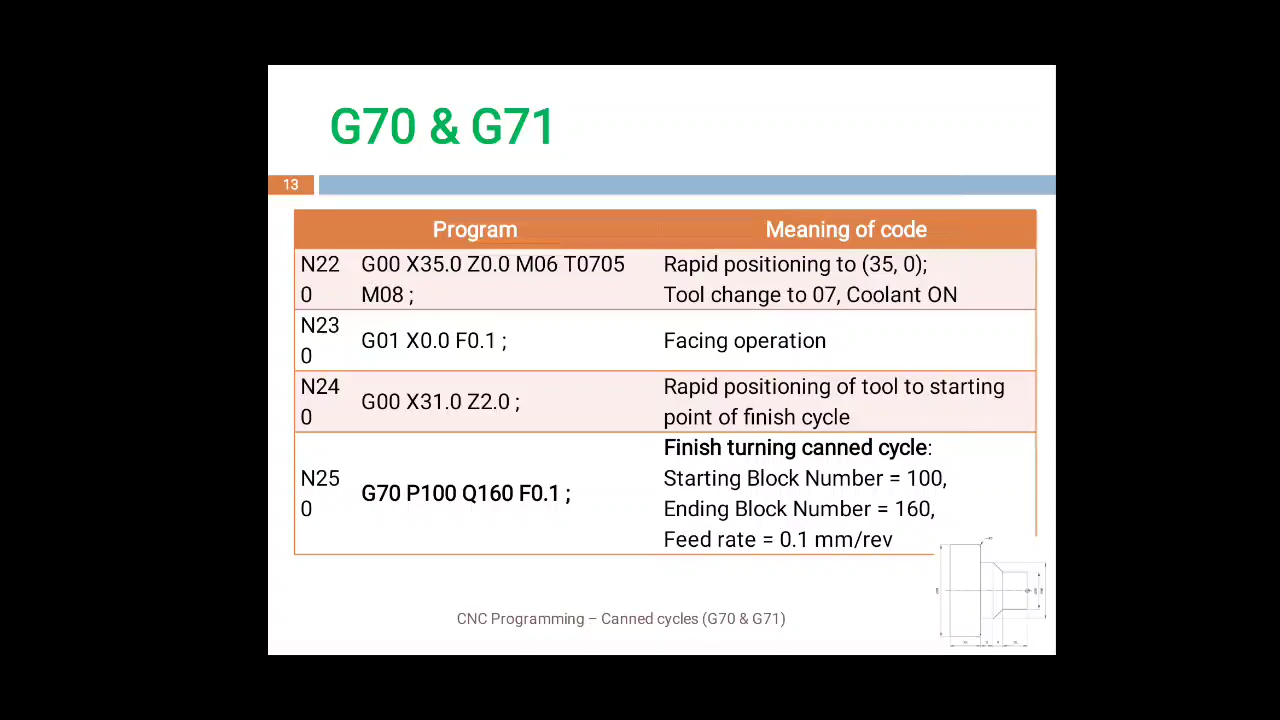 G70 & G71
13
Program Meaning of code
N22
0
G00 X35.0 Z0.0 M06 T0705
M08 ;
Rapid positioning to (35, 0);
Tool change to 07, Coolant ON
N23
0
G01 X0.0 F0.1 ;
Facing operation
N24
0
G00 X31.0 Z2.0 ;
Rapid positioning of tool to starting
point of finish cycle
N25
0
G70 P100 Q160 F0.1 ;
Finish turning canned cycle:
Starting Block Number = 100,
Ending Block Number = 160,
Feed rate = 0.1 mm/rev
CNC Programming – Canned cycles (G70 & G71)